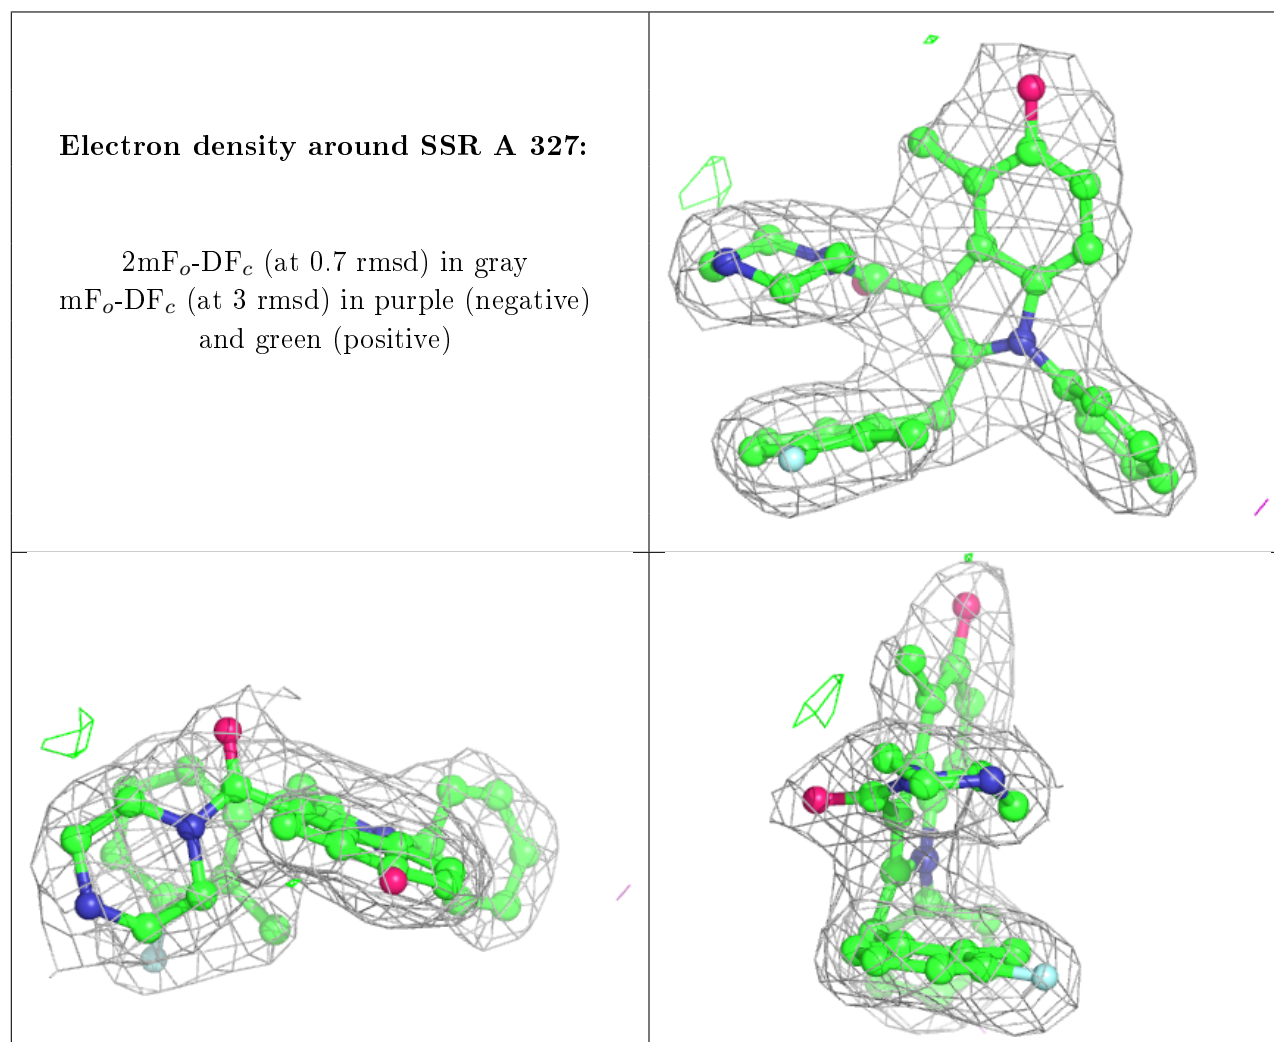 Electron density around SSR A 327:
2mFo-DFc (at 0.7 rmsd) in gray
mFo-DFc (at 3 rmsd) in purple (negative)
and green (positive)